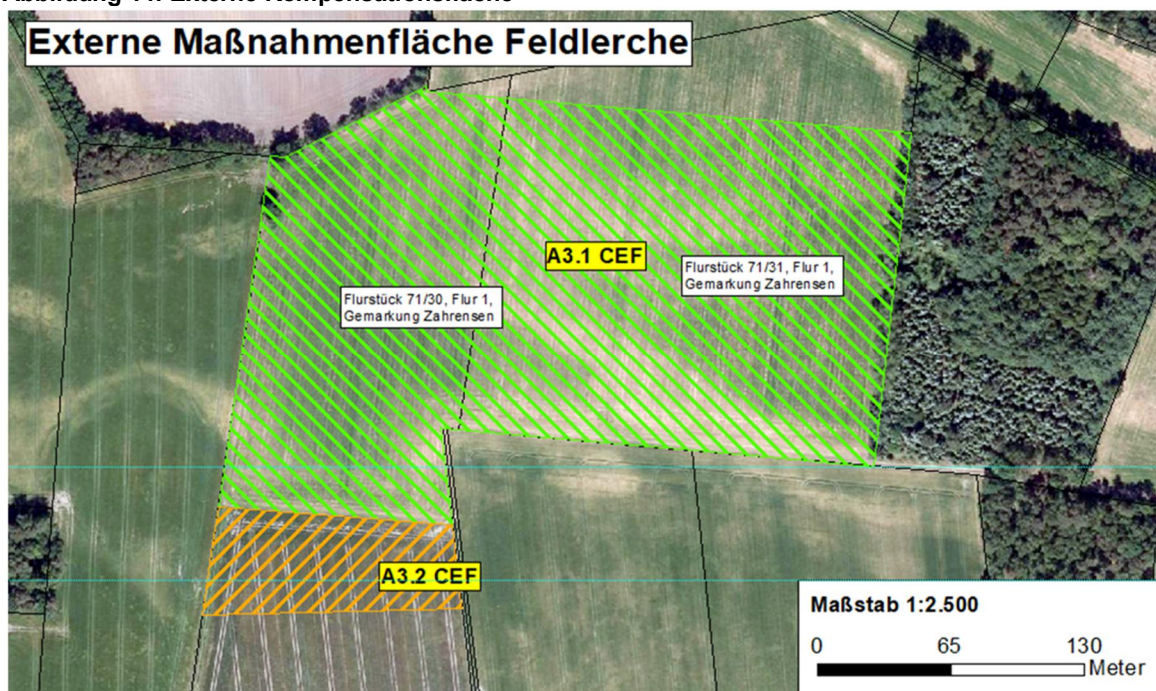 Externe Maßnahmenfläche Feldlerche
A3.1 CEF
Flurstück 71/31, Flur 1,
Gemarkung Zahrensen
Flurstück 71/30, Flur 1,
Gemarkung Zahrensen
A3.2 CEF
Maßstab 1:2.500
0 65 130
Meter